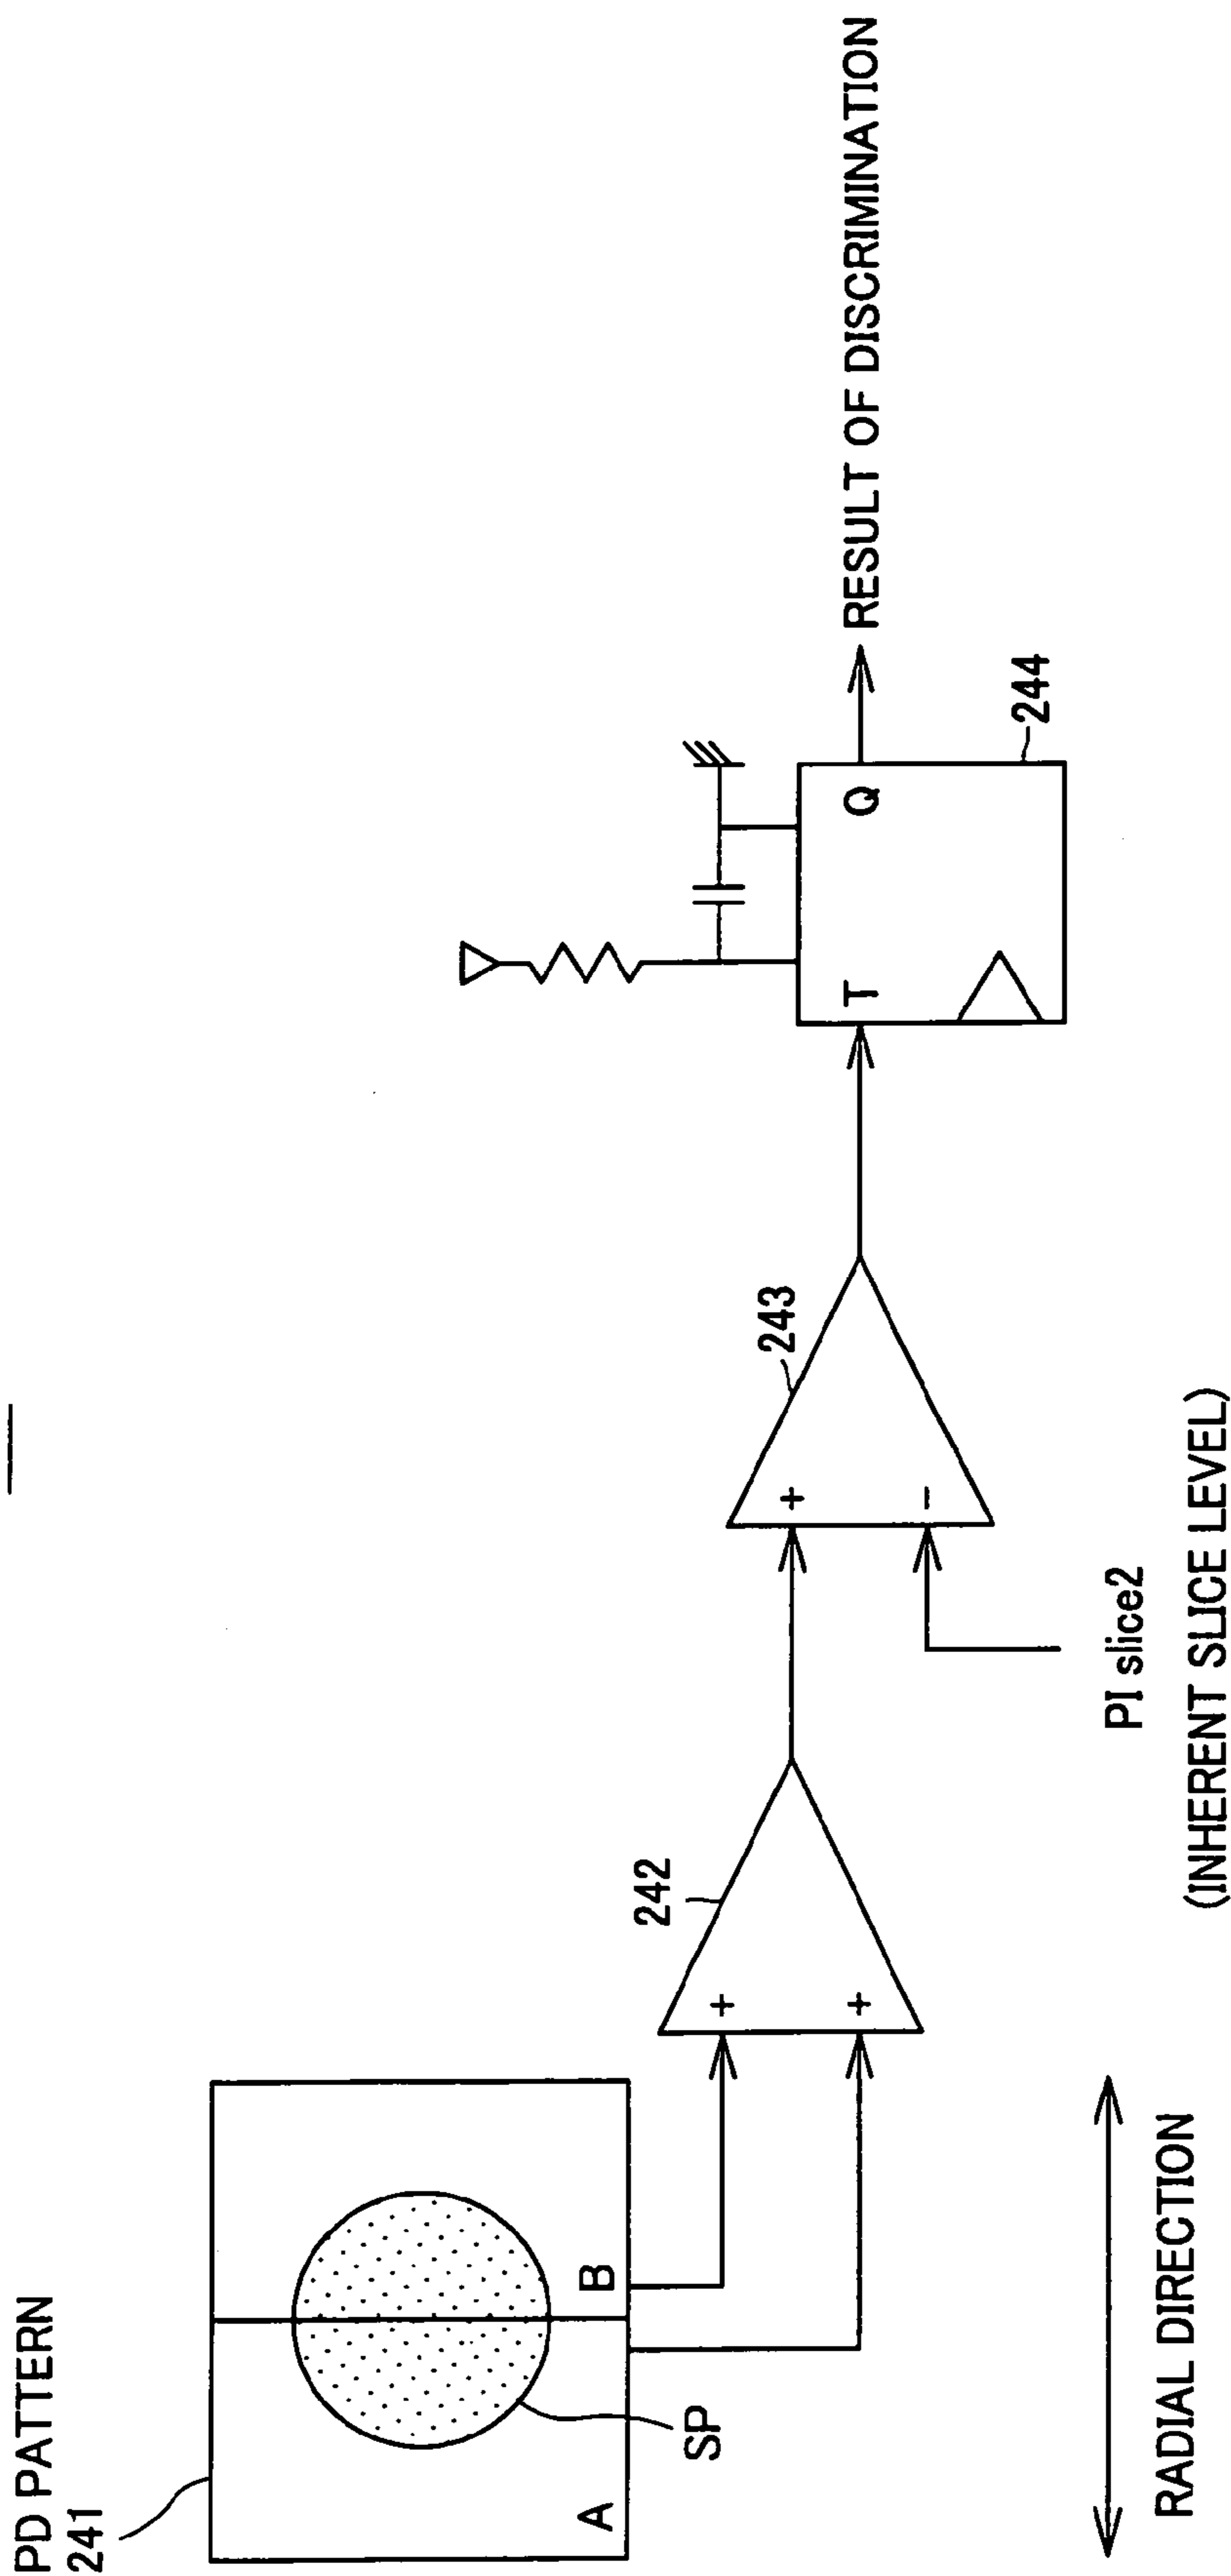 PD PATTERN
241
A
B
SP
RADIAL DIRECTION
242
+
+
PI slice2
(INHERENT SLICE LEVEL)
243
+
-
T
Q
244
RESULT OF DISCRIMINATION